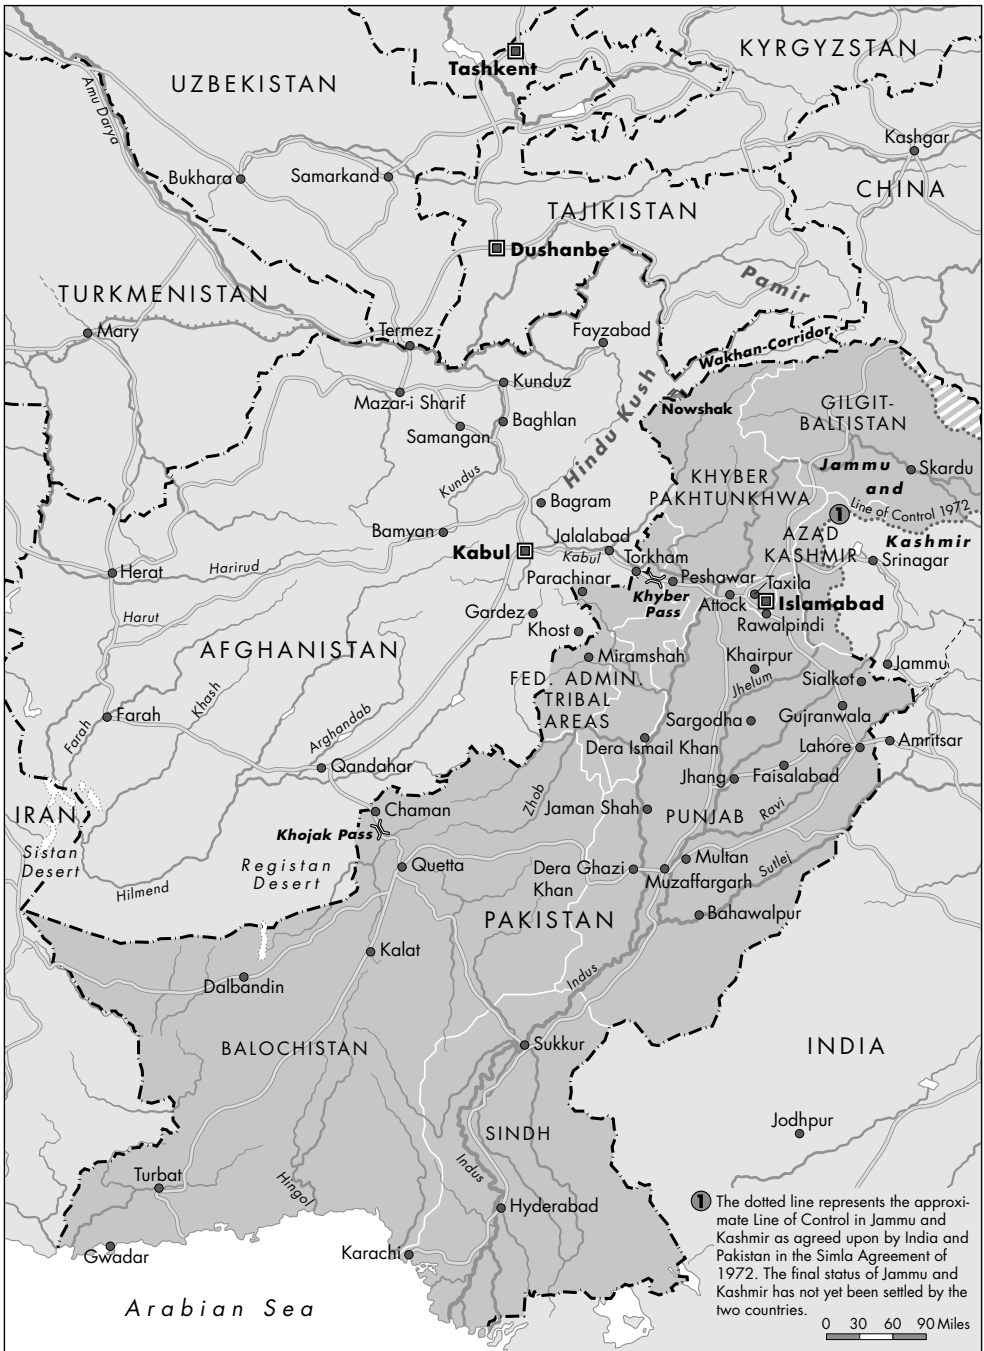 KYRGYZSTAN
Tashkent
UZBEKISTAN
Amu Darya
Kashgar
Bukhara
Samarkand
CHINA
TAJIKISTAN
Dushanbe
Pamir
TURKMENISTAN
Mary
Termez
Fayzabad
Wakhan-Corridor
Kunduz
Mazar-i Sharif
Hindu Kush
Nowshak
GILGIT-
BALTISTAN
Baghlan
Samangan
Kundus
KHYBER
PAKHTUNKHWA
Jammu
and
Kashmir
Skardu
Bagram
1
Line of Control 1972
Bamyan
Jalalabad
AZAD
KASHMIR
Kabul
Kabul
Torkham
Srinagar
Herat
Harirud
Parachinar
Khyber
Pass
Peshawar
Taxila
Attock
Islamabad
Rawalpindi
Harut
Gardez
Khost
AFGHANISTAN
Miramshah
Khairpur
Jammu
Jhelum
Sialkot
FED. ADMIN.
TRIBAL
AREAS
Khash
Farah
Farah
Arghandab
Sargodha
Gujranwala
Dera Ismail Khan
Lahore
Amritsar
Qandahar
Jhang
Faisalabad
Zhob
Jaman Shah
PUNJAB
Ravi
IRAN
Chaman
Khojak Pass
Sistan
Desert
Registan
Desert
Quetta
Dera Ghazi
Khan
Multan
Muzaffargarh
Sutlej
Hilmend
PAKISTAN
Bahawalpur
Kalat
Dalbandin
Indus
BALOCHISTAN
Sukkur
INDIA
Jodhpur
SINDH
Turbat
Hingol
Indus
Hyderabad
Gwadar
Karachi
Arabian Sea
1 The dotted line represents the approxi-
mate Line of Control in Jammu and
Kashmir as agreed upon by India and
Pakistan in the Simla Agreement of
1972. The final status of Jammu and
Kashmir has not yet been settled by the
two countries.
0 30 60 90 Miles